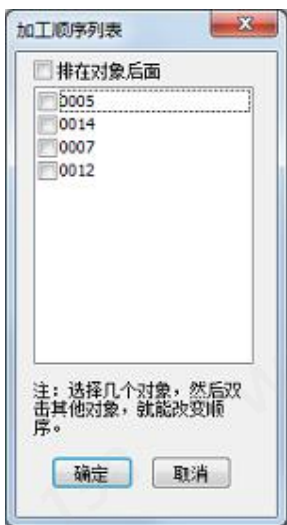 加工顺序列表
排在对象后面
0005
0014
0007
0012
注：选择几个对象，然后双
击其他对象，就能改变顺
序。
确定
取消